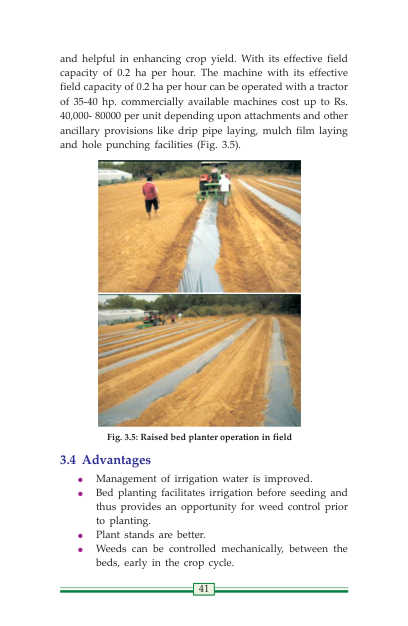 and helpful in enhancing crop yield. With its effective field
capacity of 0.2 ha per hour. The machine with its effective
field capacity of 0.2 ha per hour can be operated with a tractor
of 35-40 hp. commercially available machines cost up to Rs.
40,000- 80000 per unit depending upon attachments and other
ancillary provisions like drip pipe laying, mulch film laying
and hole punching facilities (Fig. 3.5).
Fig. 3.5: Raised bed planter operation in field
3.4 Advantages
● Management of irrigation water is improved.
● Bed planting facilitates irrigation before seeding and
thus provides an opportunity for weed control prior
to planting.
● Plant stands are better.
● Weeds can be controlled mechanically, between the
beds, early in the crop cycle.
41